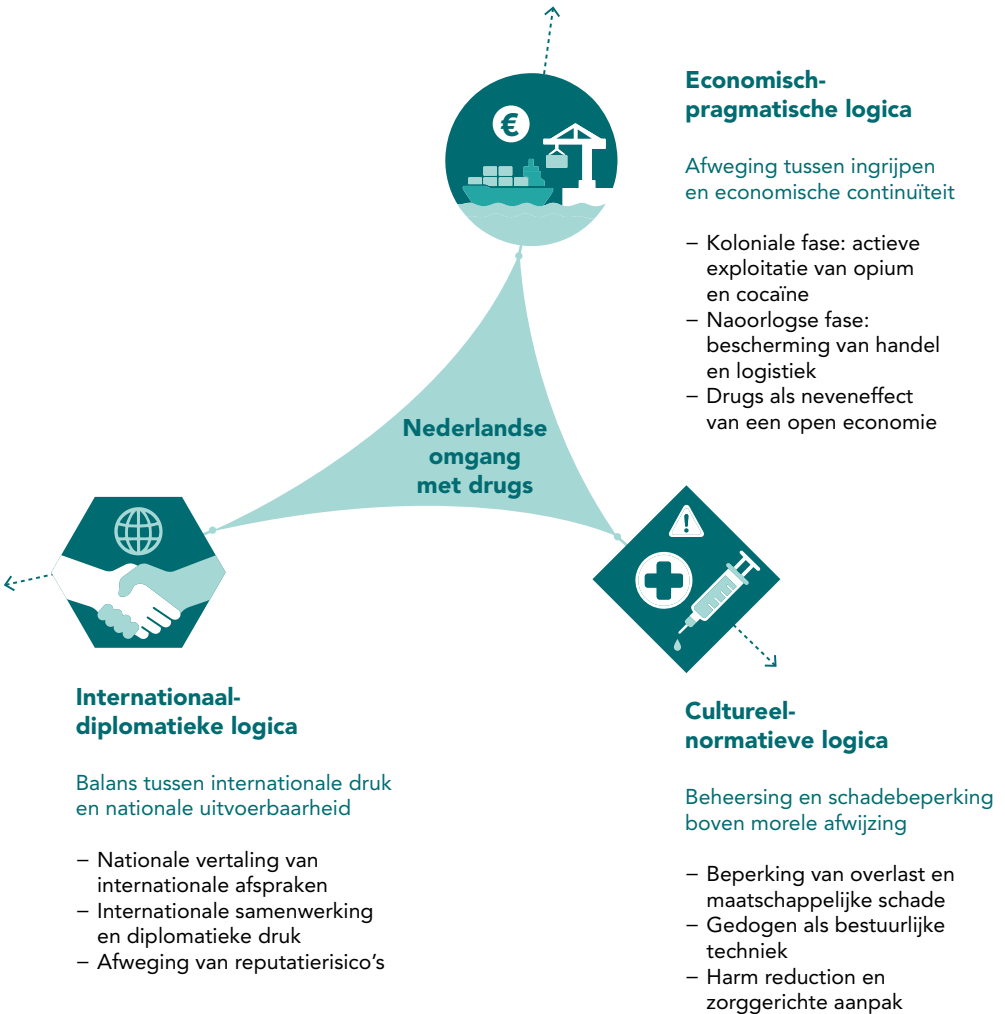 €
Economisch-
pragmatische logica
Afweging tussen ingrijpen
en economische continuïteit
– Koloniale fase: actieve
exploitatie van opium
en cocaïne
– Naoorlogse fase:
bescherming van handel
en logistiek
– Drugs als neveneffect
van een open economie
Nederlandse
omgang
met drugs
!
Internationaal-
diplomatieke logica
Balans tussen internationale druk
en nationale uitvoerbaarheid
– Nationale vertaling van
internationale afspraken
– Internationale samenwerking
en diplomatieke druk
– Afweging van reputatierisico’s
Cultureel-
normatieve logica
Beheersing en schadebeperking
boven morele afwijzing
– Beperking van overlast en
maatschappelijke schade
– Gedogen als bestuurlijke
techniek
– Harm reduction en
zorggerichte aanpak